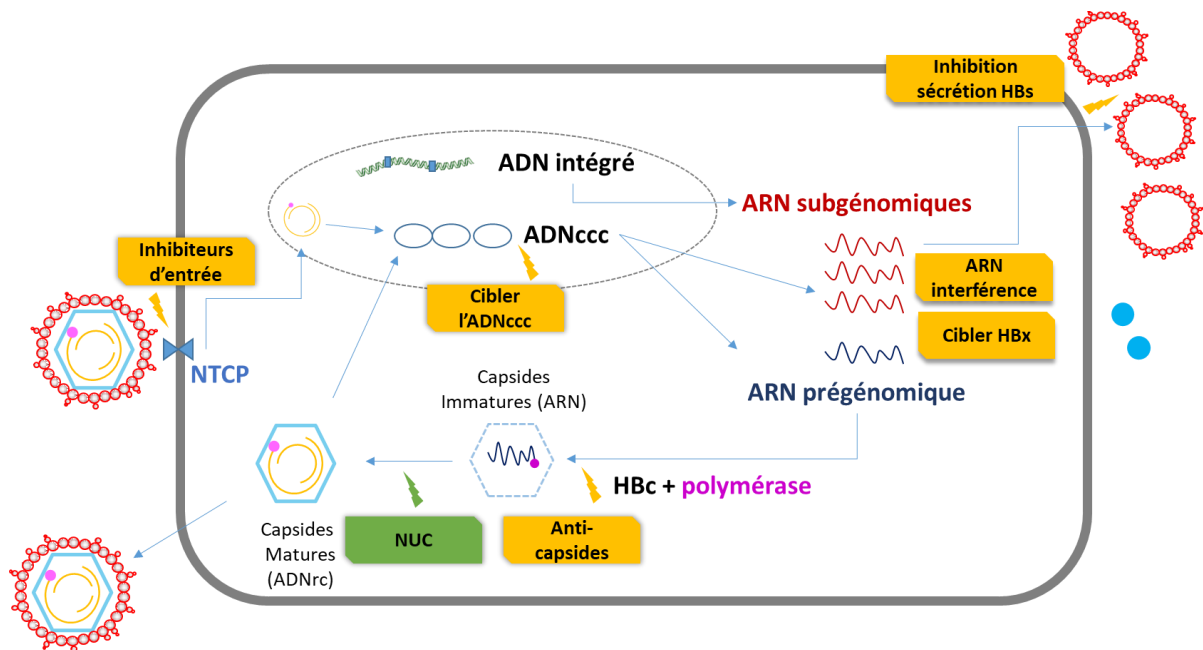 Inhibition
sécrétion HBs
ADN intégré
ARN subgénomiques
ADNccc
Inhibiteurs
d'entrée
ARN
interférence
Cibler
l'ADNccc
Cibler HBx
NTCP
Capsides
Immatures (ARN)
ARN prégénomique
HBc + polymérase
Capsides
Matures
(ADNrc)
NUC
Anti-
capsides